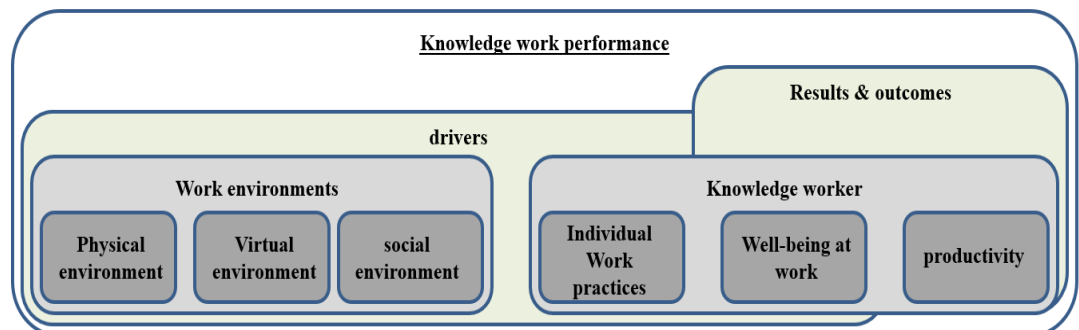 Knowledge work performance
Results & outcomes
drivers
Work environments
Knowledge worker
Physical
environment
Virtual
environment
social
environment
Individual
Work
practices
Well-being at
work
productivity